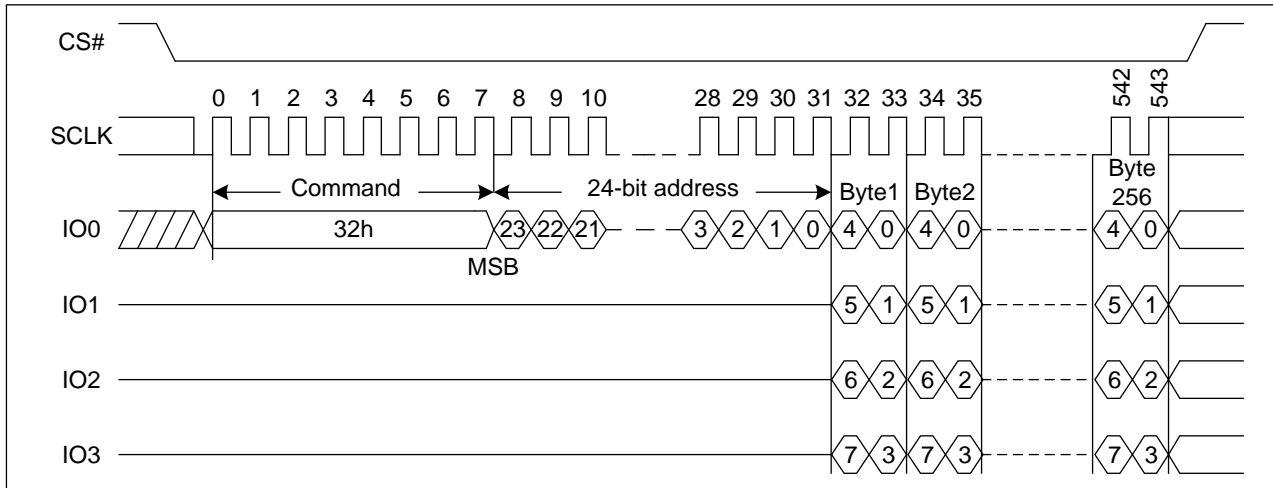 CS#
0 1 2 3 4 5 6 7 8 9 10 28 29 30 31 32 33 34 35 542 543
SCLK
Command 24-bit address Byte1 Byte2 Byte
256
IO0 32h 23 22 21 3 2 1 0 4 0 4 0 4 0
MSB
IO1 5 1 5 1 5 1
IO2 6 2 6 2 6 2
IO3 7 3 7 3 7 3